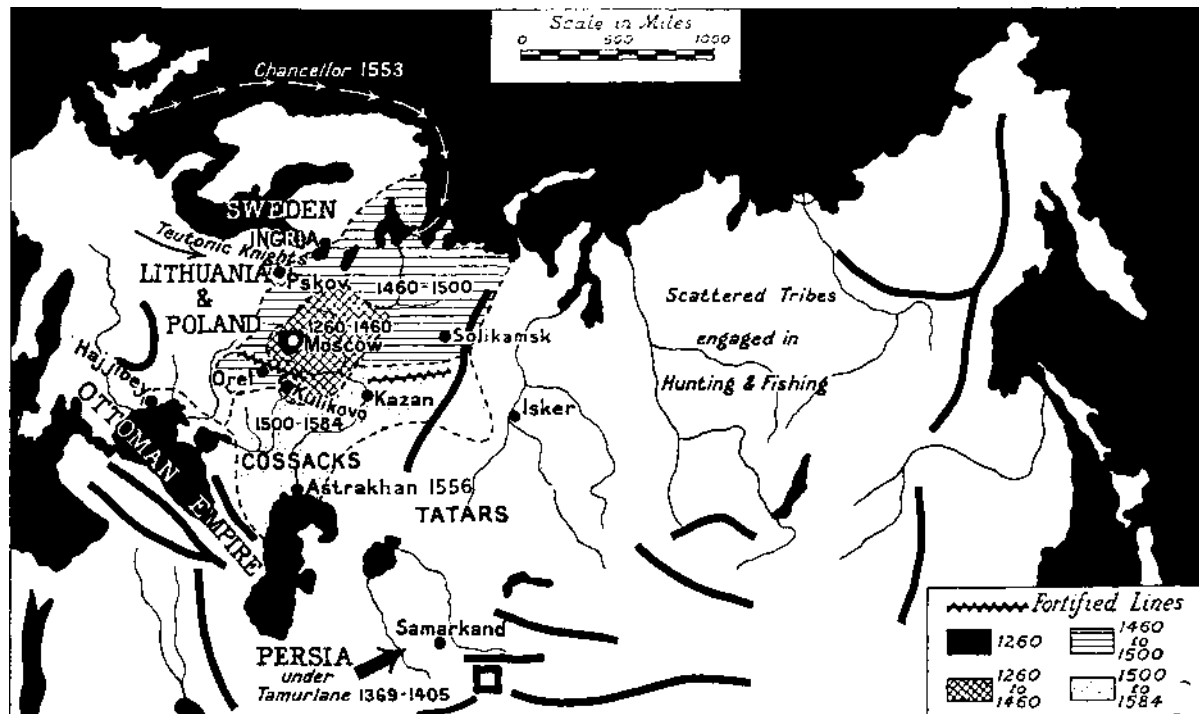 Scale in Miles
0 500 1000
Chancellor 1553
SWEDEN
INGRIA
Teutonic Knights
LITHUANIA
&
POLAND
Pskov
1460-1500
1260-1460
Moscow
Solikamsk
Scattered Tribes
engaged in
Hunting & Fishing
Hajjibey
Orel
Kulikovo
Kazan
Isker
1500-1584
OTTOMAN EMPIRE
COSSACKS
Astrakhan 1556
TATARS
Samarkand
PERSIA
under
Tamurlane 1369-1405
Fortified Lines
1260
1460
to
1500
1260
to
1460
1500
to
1584